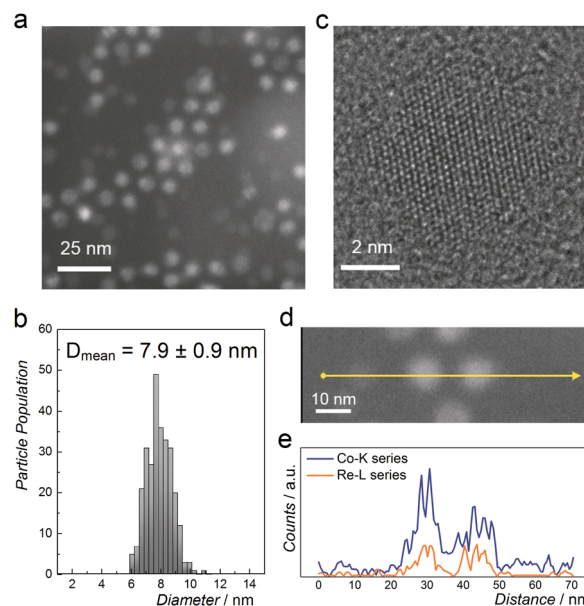 a
25 nm
c
2 nm
b
D_mean = 7.9 ± 0.9 nm
Particle Population
60
50
40
30
20
10
0
2 4 6 8 10 12 14
Diameter / nm
d
10 nm
e
Co-K series
Re-L series
Counts / a.u.
0 10 20 30 40 50 60 70
Distance / nm